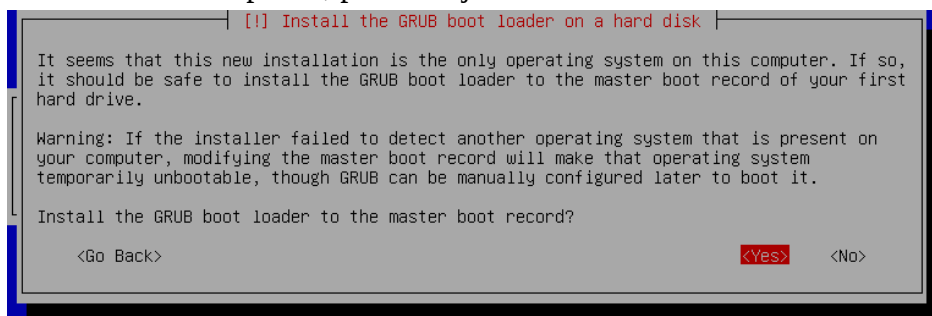 [!] Install the GRUB boot loader on a hard disk
It seems that this new installation is the only operating system on this computer. If so,
it should be safe to install the GRUB boot loader to the master boot record of your first
hard drive.
Warning: If the installer failed to detect another operating system that is present on
your computer, modifying the master boot record will make that operating system
temporarily unbootable, though GRUB can be manually configured later to boot it.
Install the GRUB boot loader to the master boot record?
<Go Back> <Yes> <No>